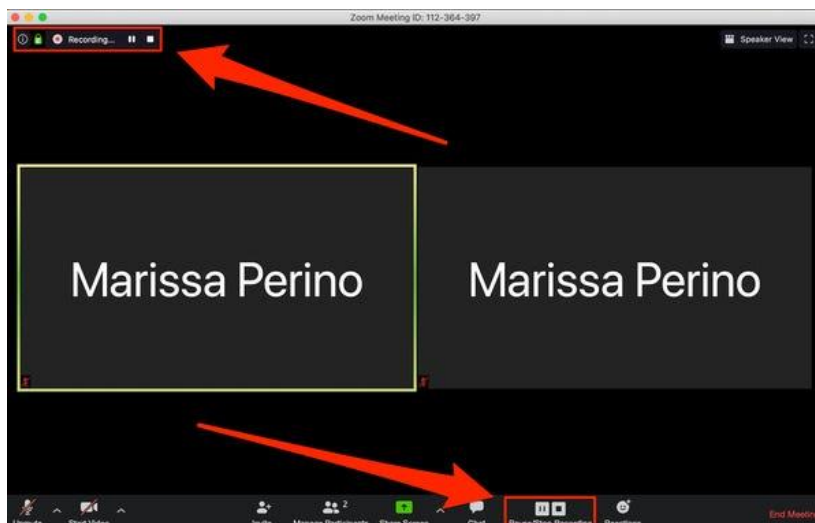 Zoom Meeting ID: 112-364-397
Recording...
Speaker View
Marissa Perino
Marissa Perino
2
Unmute
Start Video
Invite
Manage Participants
Share Screen
Chat
Pause/Stop Recording
Reactions
End Meeting